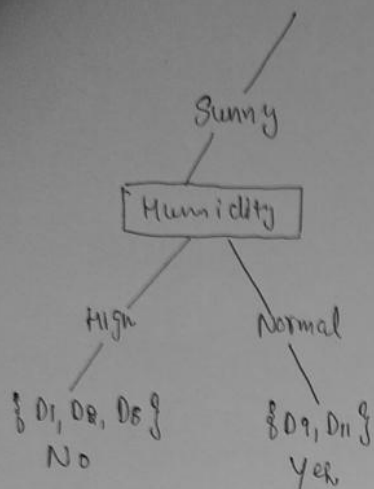 Sunny
Humidity
High
Normal
{ D1, D2, D8 }
No
{ D9, D11 }
Yes